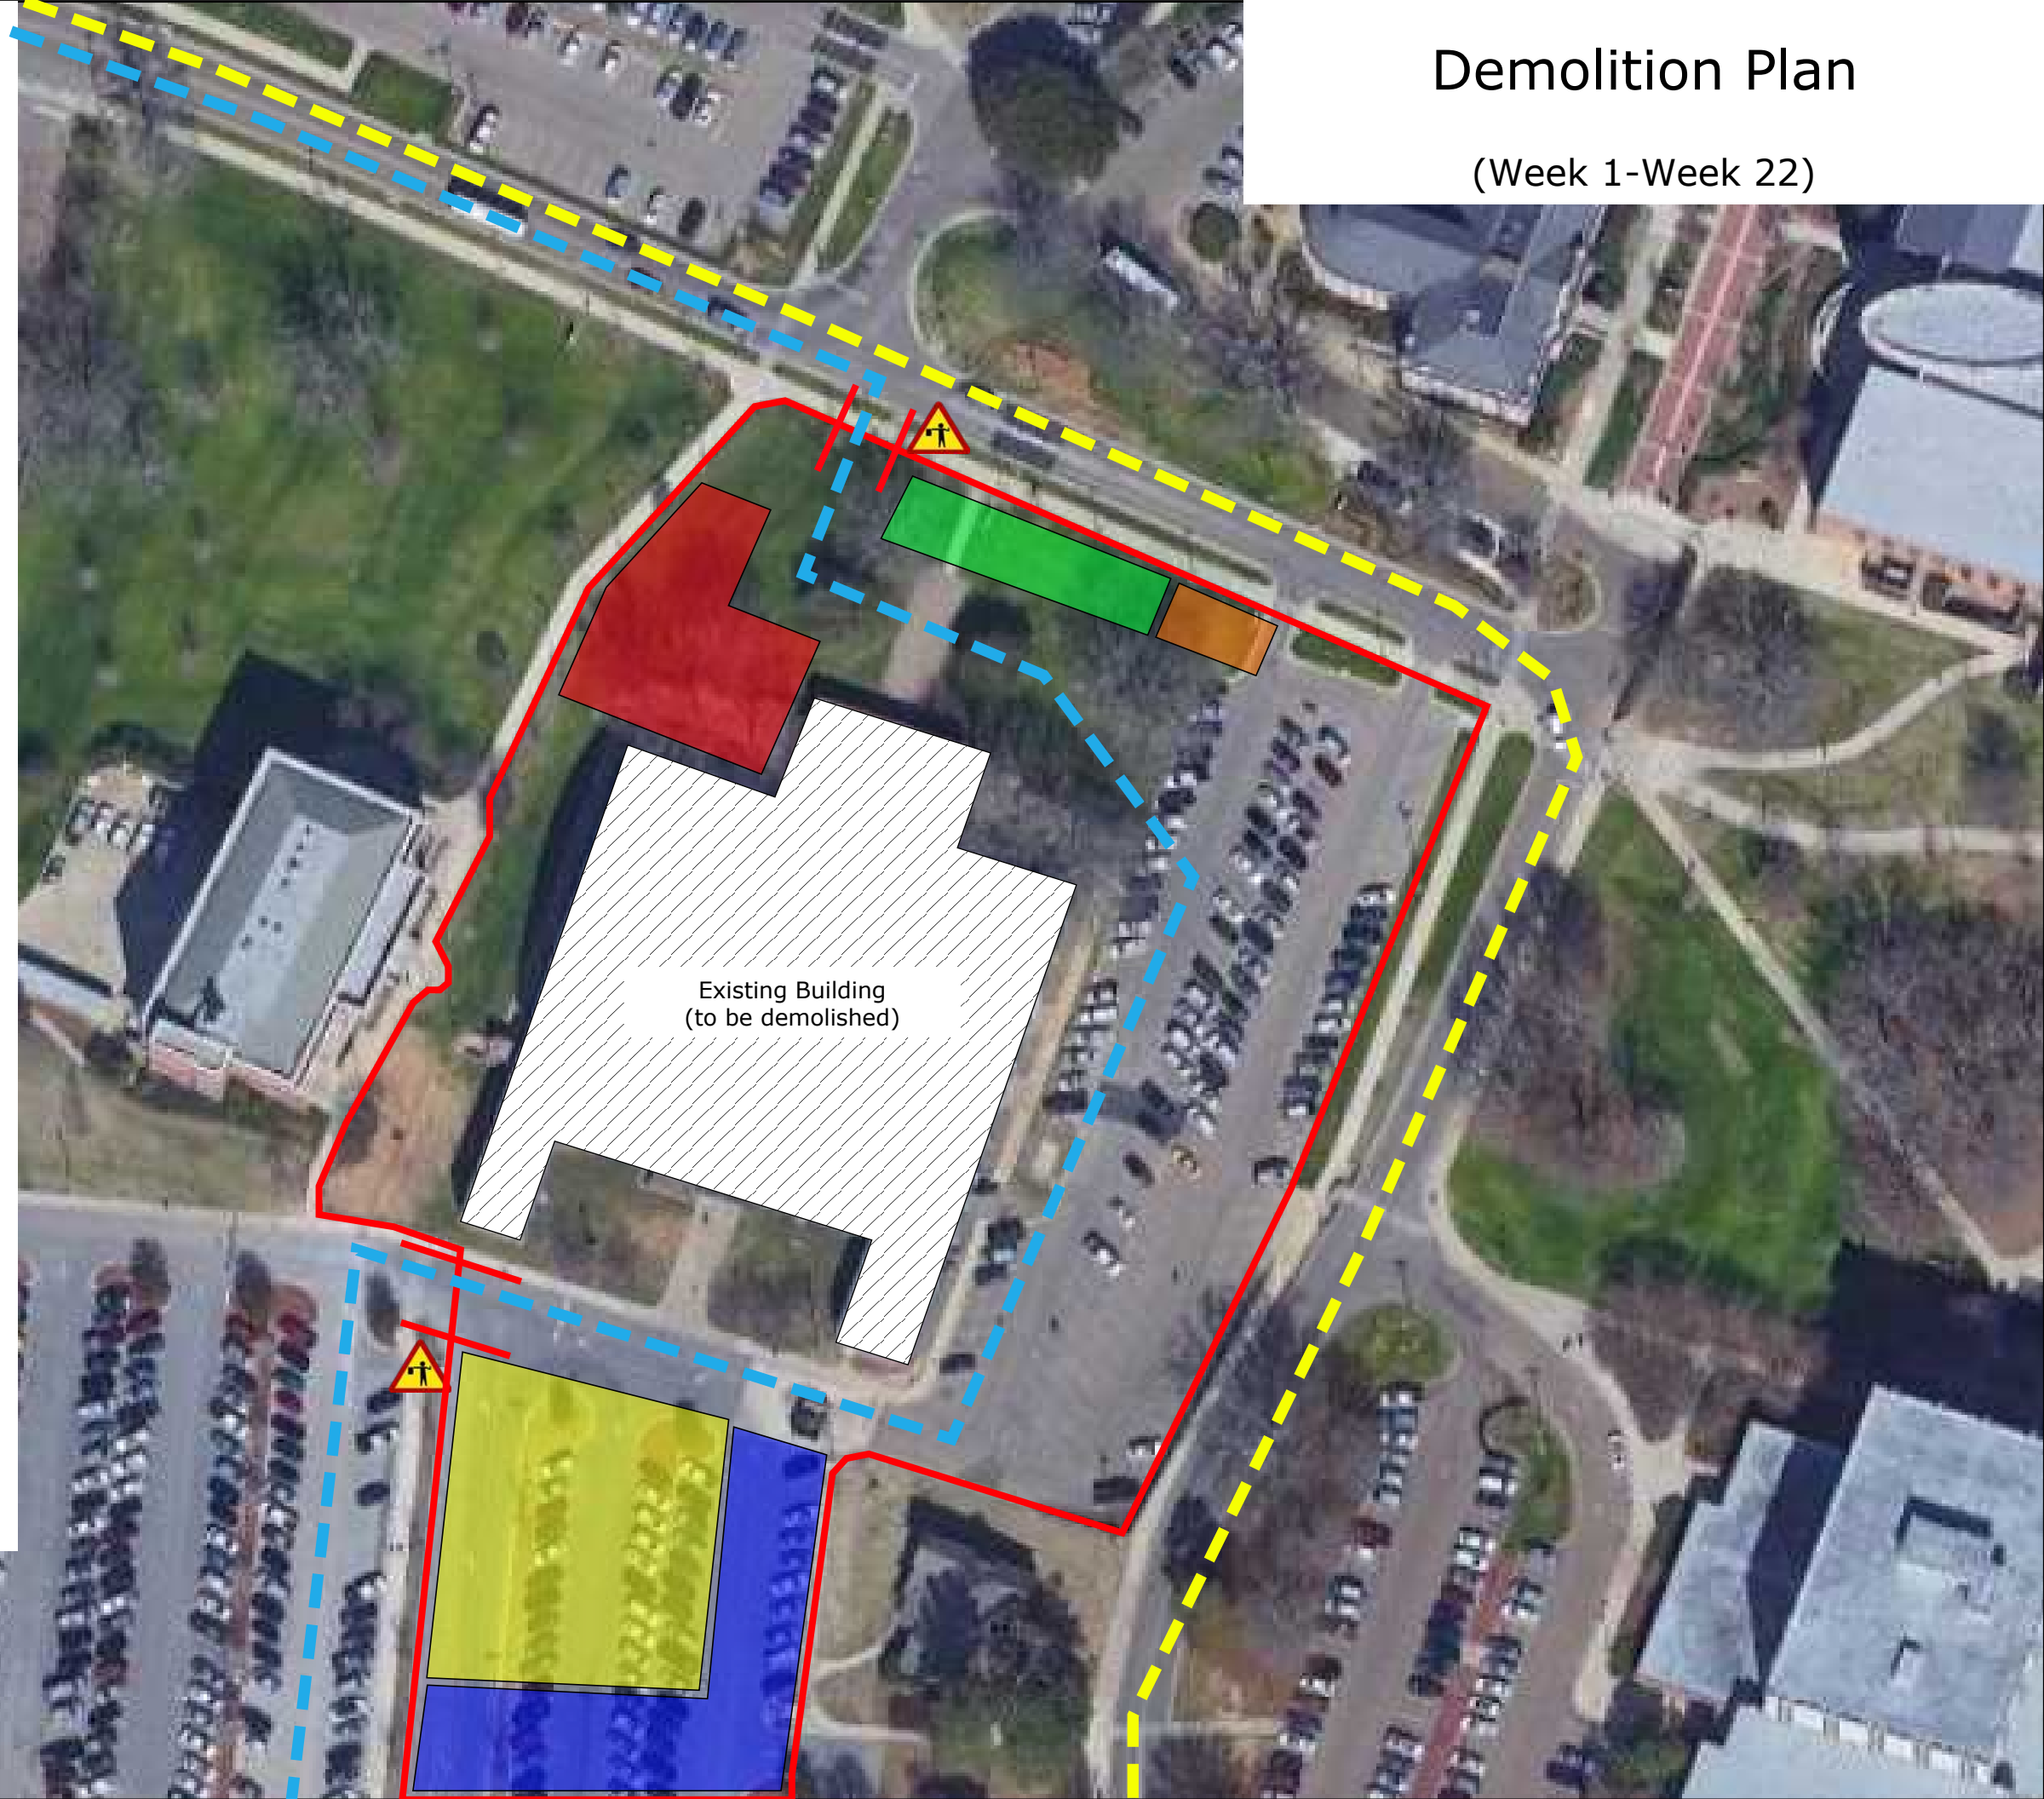 Demolition Plan
(Week 1-Week 22)
Existing Building
(to be demolished)